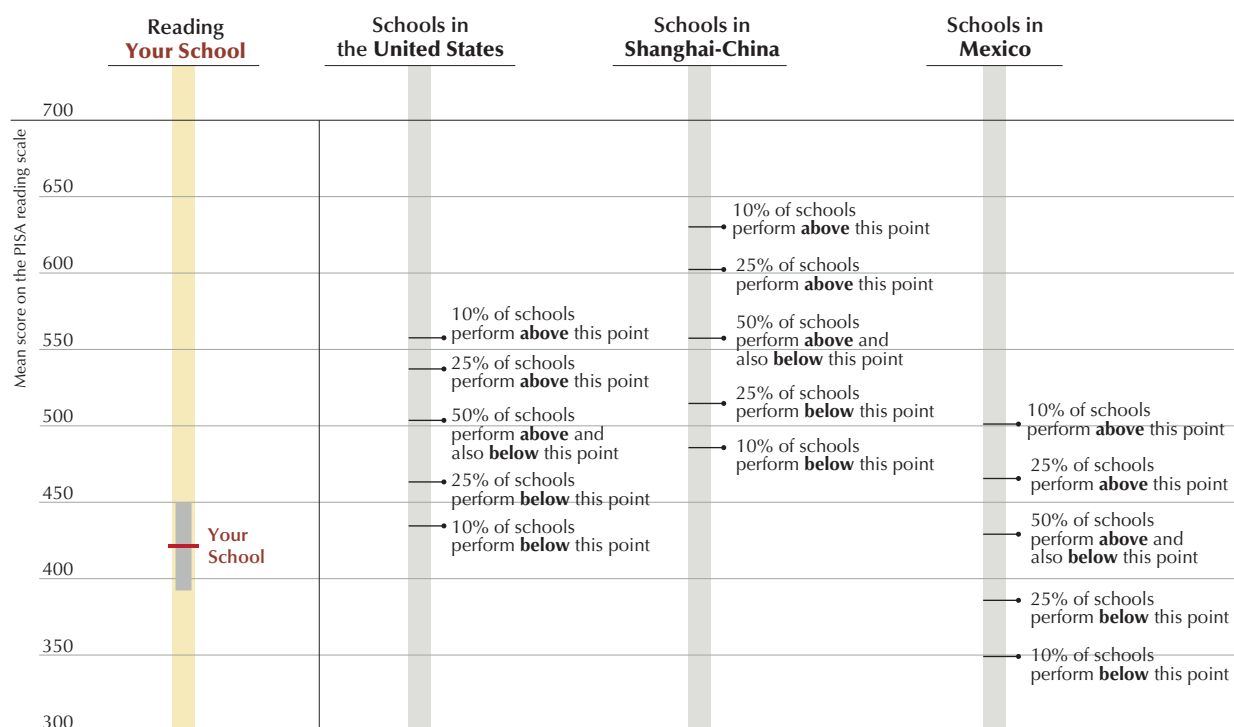 Reading
Your School
Schools in
the United States
Schools in
Shanghai-China
Schools in
Mexico
Mean score on the PISA reading scale
700
650
600
550
500
450
400
350
300
Your
School
10% of schools
perform above this point
25% of schools
perform above this point
50% of schools
perform above and
also below this point
25% of schools
perform below this point
10% of schools
perform below this point
10% of schools
perform above this point
25% of schools
perform above this point
50% of schools
perform above and
also below this point
25% of schools
perform below this point
10% of schools
perform below this point
10% of schools
perform above this point
25% of schools
perform above this point
50% of schools
perform above and
also below this point
25% of schools
perform below this point
10% of schools
perform below this point